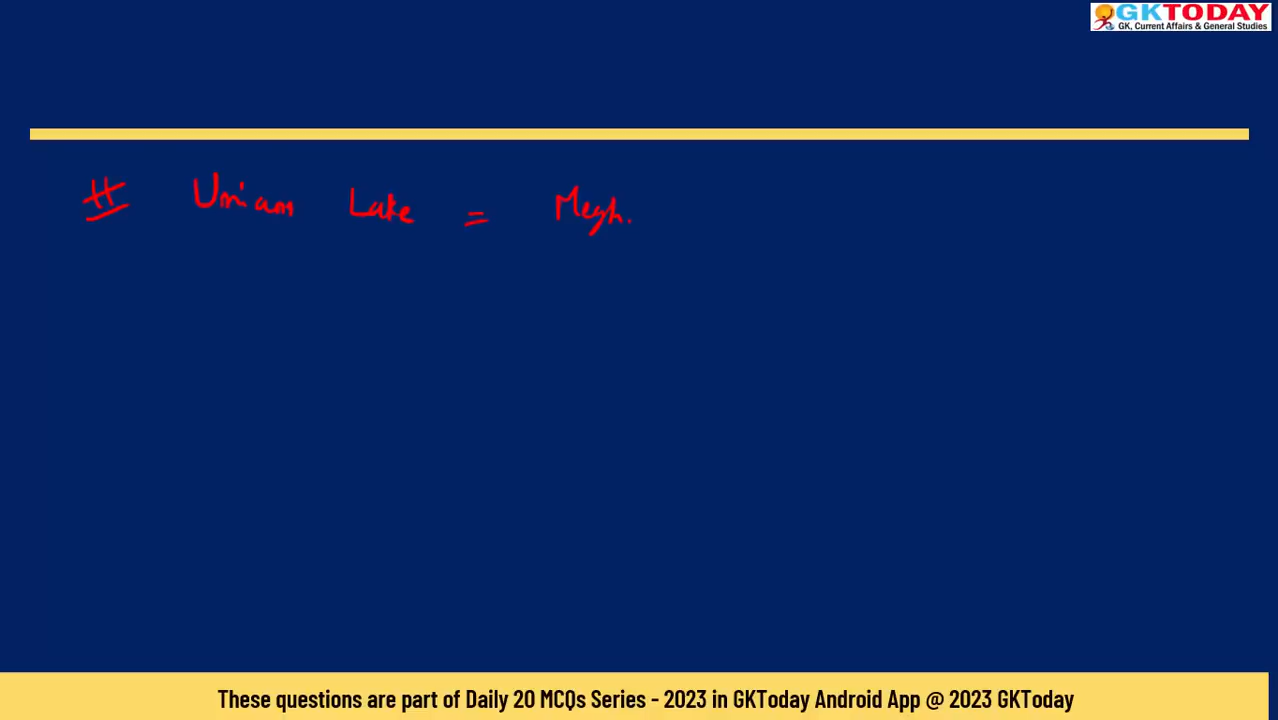 GKTODAY
GK, Current Affairs & General Studies
# Umiam Lake = Megh.
These questions are part of Daily 20 MCQs Series - 2023 in GKToday Android App @ 2023 GKToday